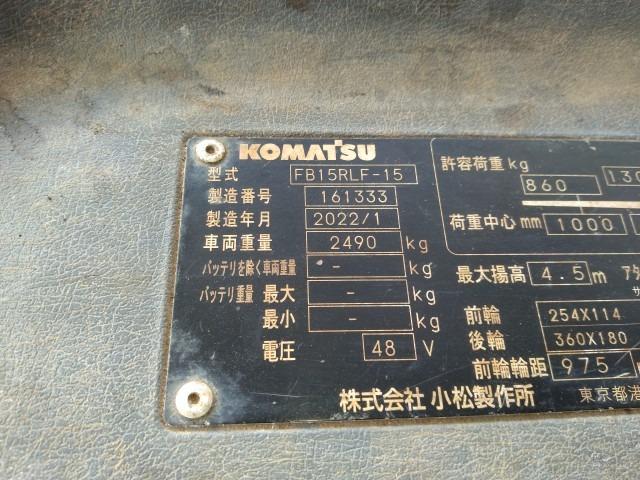 KOMATSU
型式 FB15RLF-15
製造番号 161333
製造年月 2022/1
車両重量 2490 kg
バッテリを除く車両重量 - kg
バッテリ重量 最大 - kg
最小 - kg
電圧 48 V
株式会社 小松製作所
許容荷重 kg
860 130
荷重中心 mm 1000
最大揚高 4.5 m
前輪 254X114
後輪 360X180
前輪輪距 975
東京都港